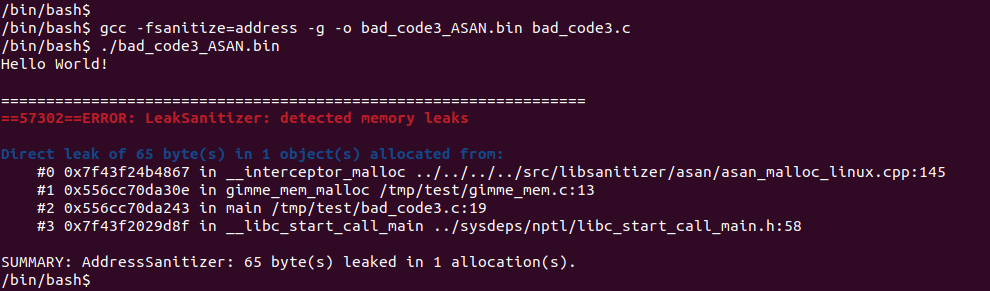 /bin/bash$
/bin/bash$ gcc -fsanitize=address -g -o bad_code3_ASAN.bin bad_code3.c
/bin/bash$ ./bad_code3_ASAN.bin
Hello World!
=================================================================
==57302==ERROR: LeakSanitizer: detected memory leaks
Direct leak of 65 byte(s) in 1 object(s) allocated from:
    #0 0x7f43f24b4867 in __interceptor_malloc ../../../../src/libsanitizer/asan/asan_malloc_linux.cpp:145
    #1 0x556cc70da30e in gimme_mem_malloc /tmp/test/gimme_mem.c:13
    #2 0x556cc70da243 in main /tmp/test/bad_code3.c:19
    #3 0x7f43f2029d8f in __libc_start_call_main ../sysdeps/nptl/libc_start_call_main.h:58
SUMMARY: AddressSanitizer: 65 byte(s) leaked in 1 allocation(s).
/bin/bash$